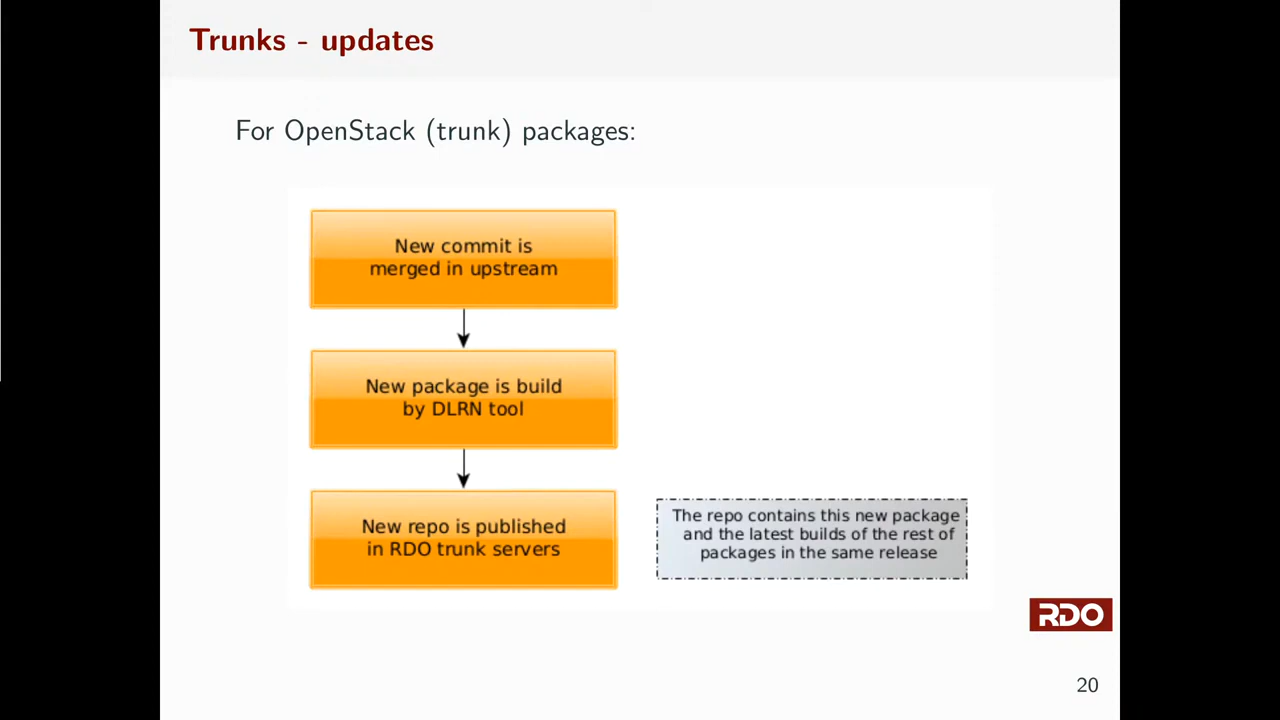 Trunks - updates
For OpenStack (trunk) packages:
New commit is
merged in upstream
New package is build
by DLRN tool
New repo is published
in RDO trunk servers
The repo contains this new package
and the latest builds of the rest of
packages in the same release
RDO
20